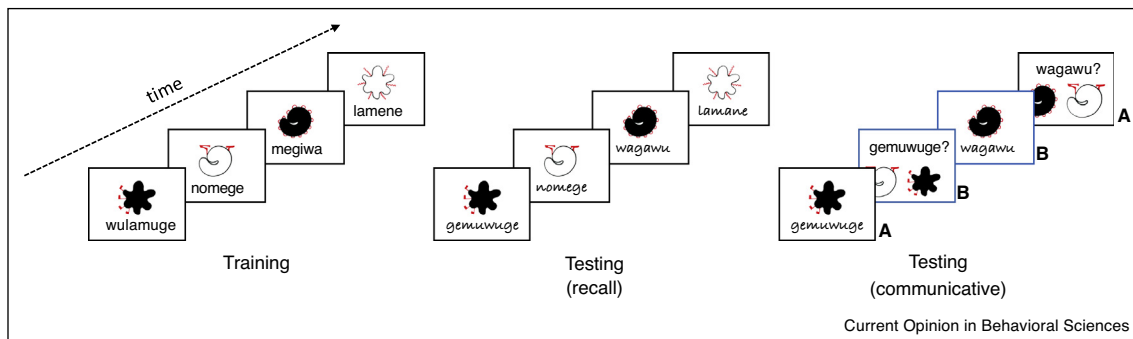 time
wulamuge
nomege
megiwa
lamene
Training
gemuwuge
nomege
wagawu
lamane
Testing
(recall)
gemuwuge
A
gemuwuge?
B
wagawu
B
wagawu?
A
Testing
(communicative)
Current Opinion in Behavioral Sciences